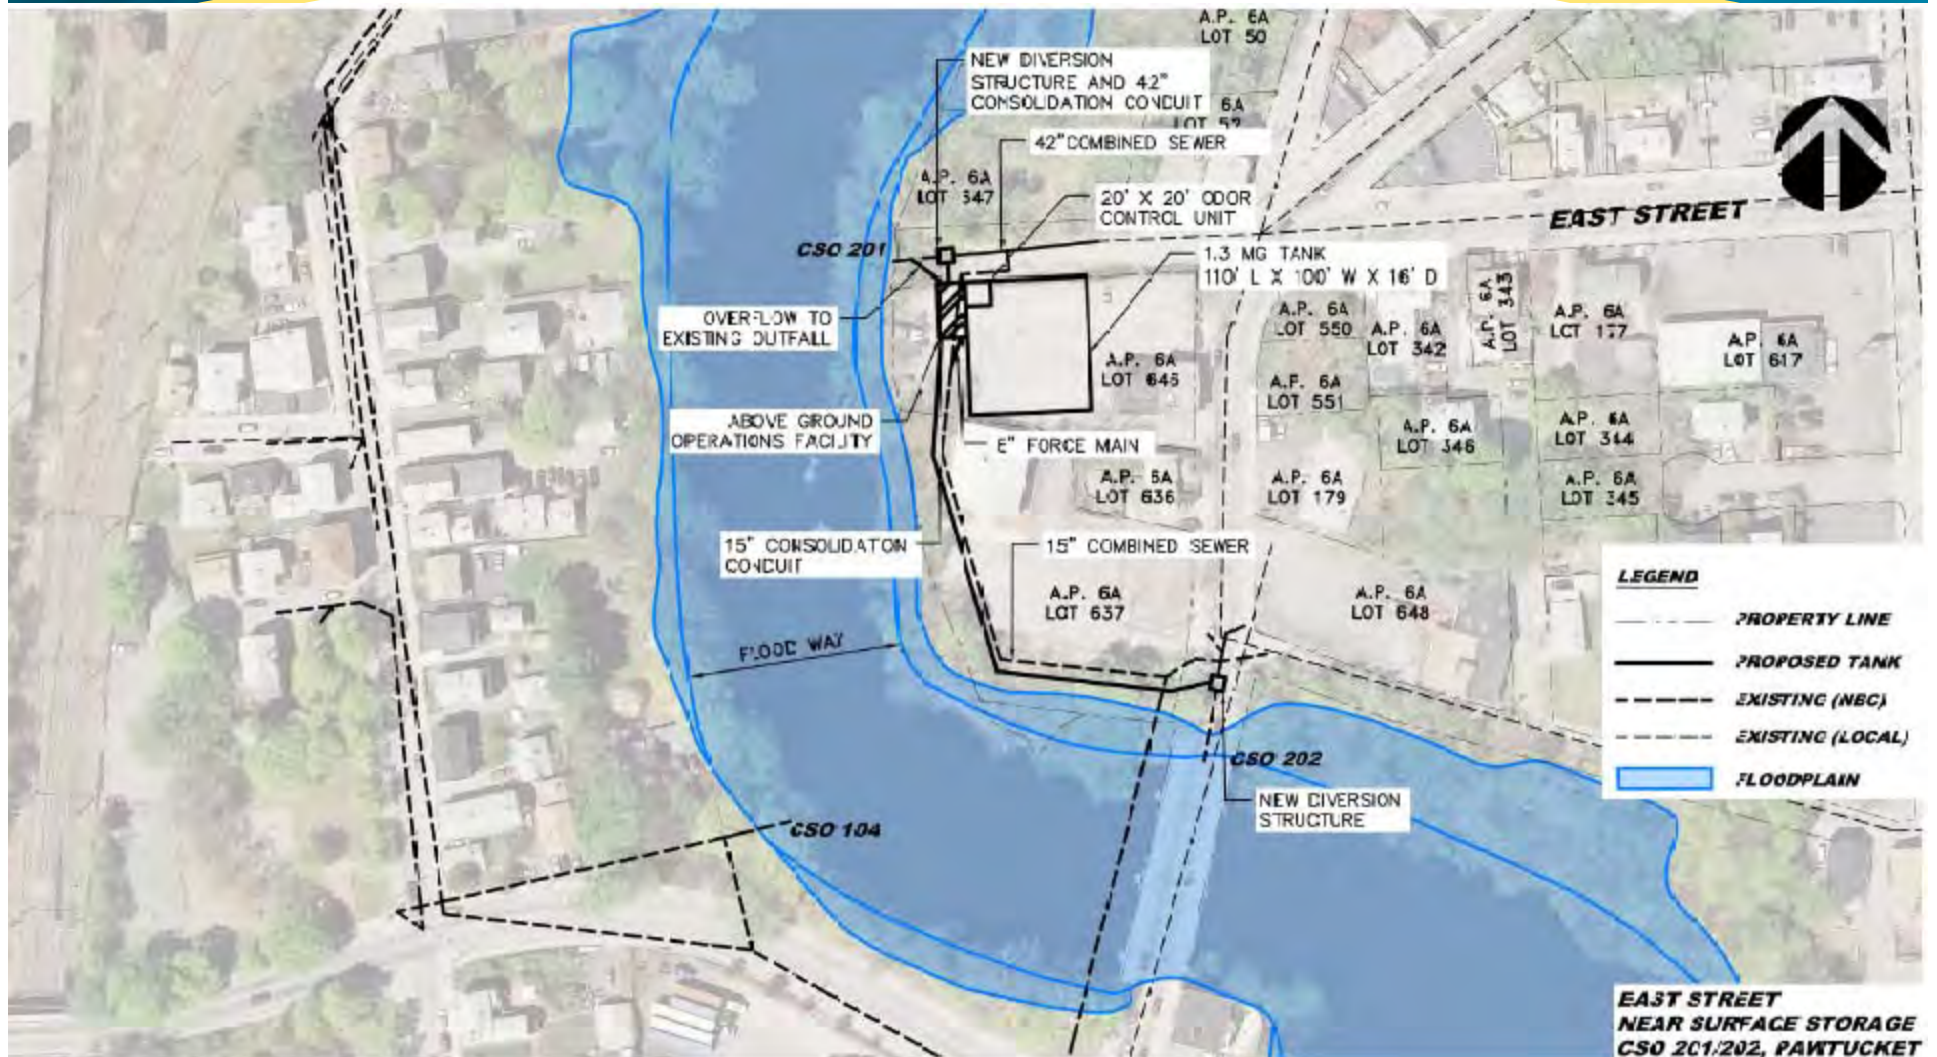 A.P. 6A
LOT 50
NEW DIVERSION
STRUCTURE AND 42"
CONSOLIDATION CONDUIT
6A
LOT 52
42" COMBINED SEWER
A.P. 6A
LOT 547
20' X 20' ODOR
CONTROL UNIT
EAST STREET
CSO 201
1.3 MG TANK
110' L X 100' W X 16' D
OVERFLOW TO
EXISTING OUTFALL
A.P. 6A
LOT 550
A.P. 6A
LOT 342
A.P. 6A
LOT 343
A.P. 6A
LOT 177
A.P. 6A
LOT 617
A.P. 6A
LOT 645
A.P. 6A
LOT 551
ABOVE GROUND
OPERATIONS FACILITY
8" FORCE MAIN
A.P. 6A
LOT 346
A.P. 6A
LOT 344
A.P. 6A
LOT 636
A.P. 6A
LOT 179
A.P. 6A
LOT 345
15" CONSOLIDATION
CONDUIT
15" COMBINED SEWER
A.P. 6A
LOT 637
A.P. 6A
LOT 648
FLOOD WAY
CSO 202
NEW DIVERSION
STRUCTURE
CSO 104
LEGEND
PROPERTY LINE
PROPOSED TANK
EXISTING (NBC)
EXISTING (LOCAL)
FLOODPLAIN
EAST STREET
NEAR SURFACE STORAGE
CSO 201/202, PAWTUCKET